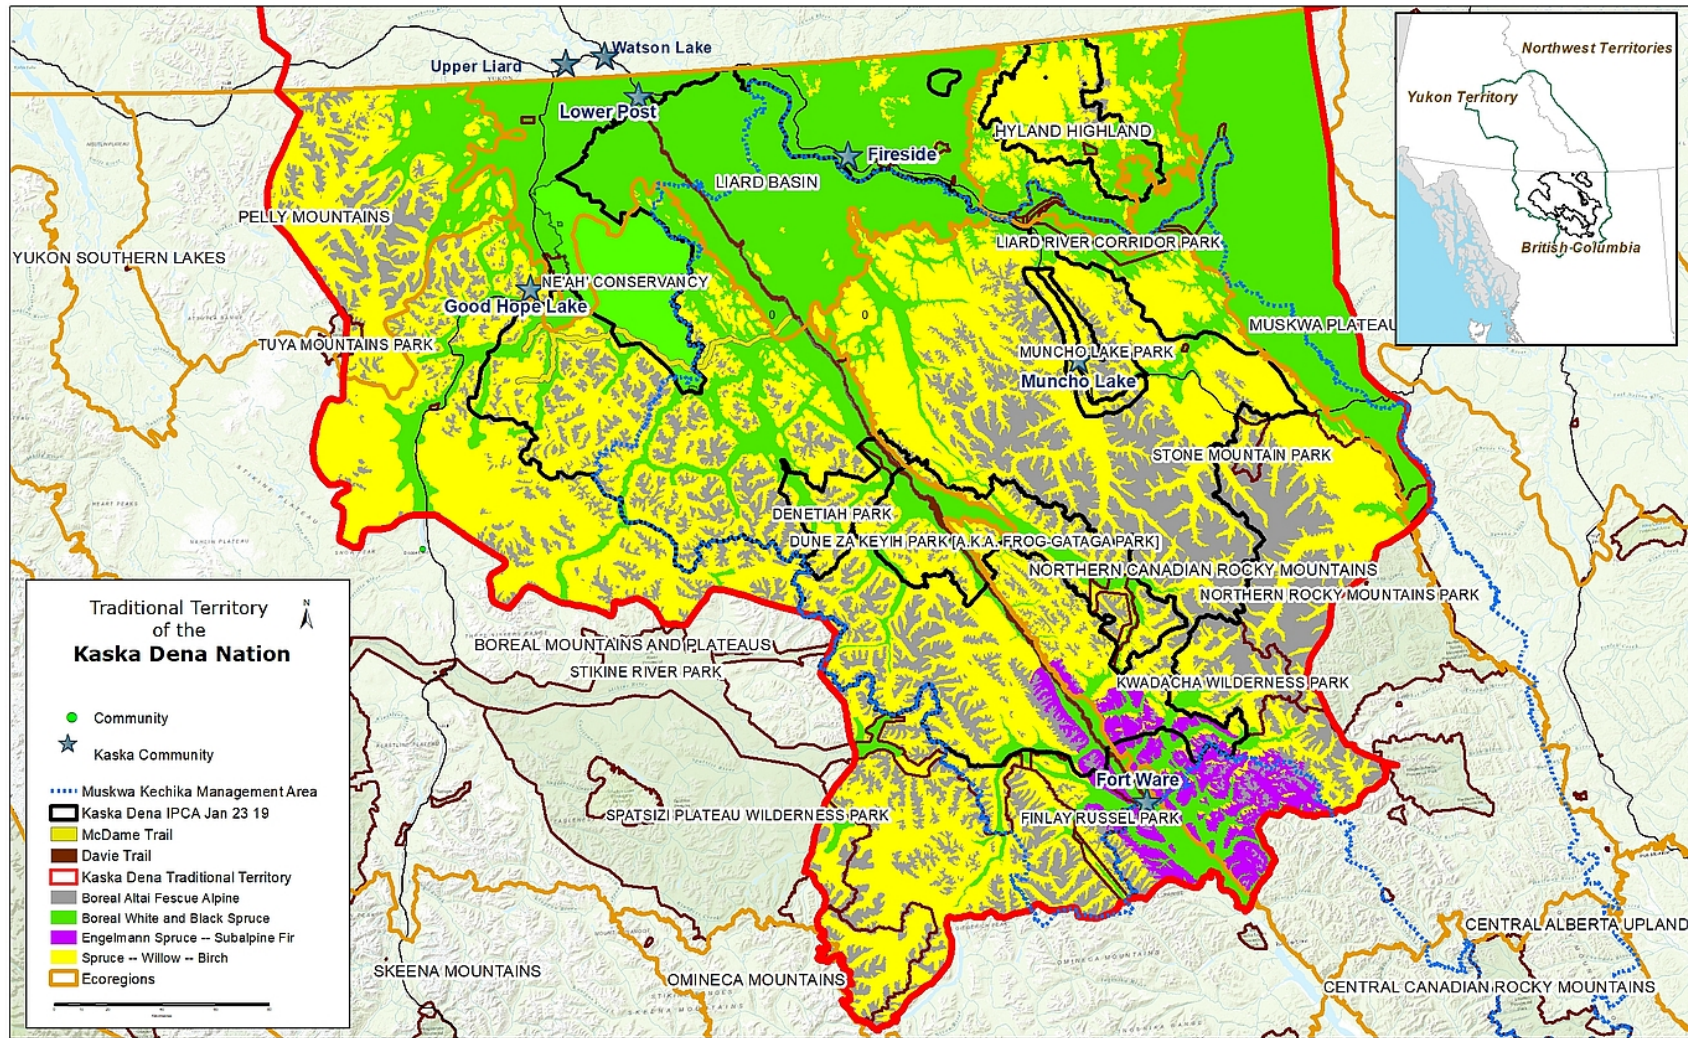 Watson Lake
Upper Liard
Lower Post
Fireside
HYLAND HIGHLAND
LIARD BASIN
PELLY MOUNTAINS
YUKON SOUTHERN LAKES
LIARD RIVER CORRIDOR PARK
NE'AH' CONSERVANCY
Good Hope Lake
0
0
MUSKWA PLATEAU
TUYA MOUNTAINS PARK
MUNCHO LAKE PARK
Muncho Lake
STONE MOUNTAIN PARK
DENETIAH PARK
DUNE ZA KEYIH PARK [A.K.A. FROG-GATAGA PARK]
NORTHERN CANADIAN ROCKY MOUNTAINS
NORTHERN ROCKY MOUNTAINS PARK
BOREAL MOUNTAINS AND PLATEAUS
STIKINE RIVER PARK
KWADACHA WILDERNESS PARK
Fort Ware
SPATSIZI PLATEAU WILDERNESS PARK
FINLAY RUSSEL PARK
CENTRAL ALBERTA UPLAND
SKEENA MOUNTAINS
OMINECA MOUNTAINS
CENTRAL CANADIAN ROCKY MOUNTAINS
Northwest Territories
Yukon Territory
British Columbia
Traditional Territory
of the
Kaska Dena Nation
N
Community
Kaska Community
Muskwa Kechika Management Area
Kaska Dena IPCA Jan 23 19
McDame Trail
Davie Trail
Kaska Dena Traditional Territory
Boreal Altai Fescue Alpine
Boreal White and Black Spruce
Engelmann Spruce -- Subalpine Fir
Spruce -- Willow -- Birch
Ecoregions